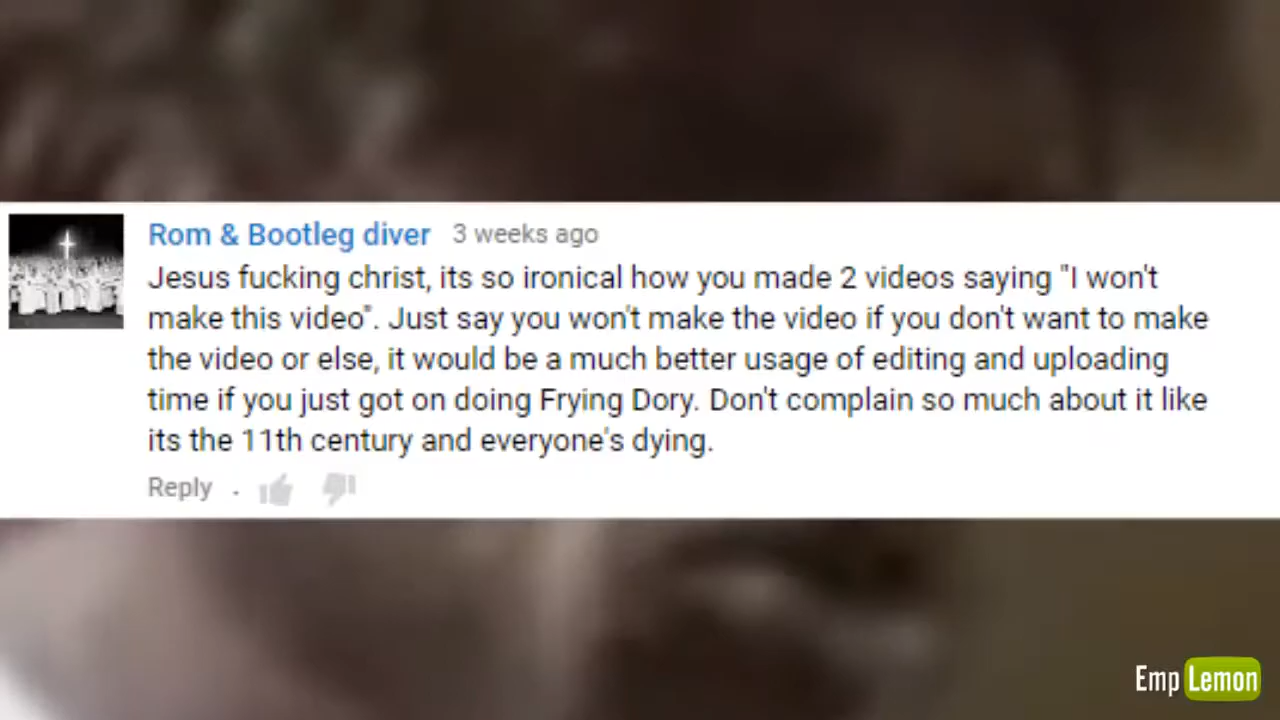 Rom & Bootleg diver 3 weeks ago
Jesus fucking christ, its so ironical how you made 2 videos saying "I won't
make this video". Just say you won't make the video if you don't want to make
the video or else, it would be a much better usage of editing and uploading
time if you just got on doing Frying Dory. Don't complain so much about it like
its the 11th century and everyone's dying.
Reply .
Emp Lemon